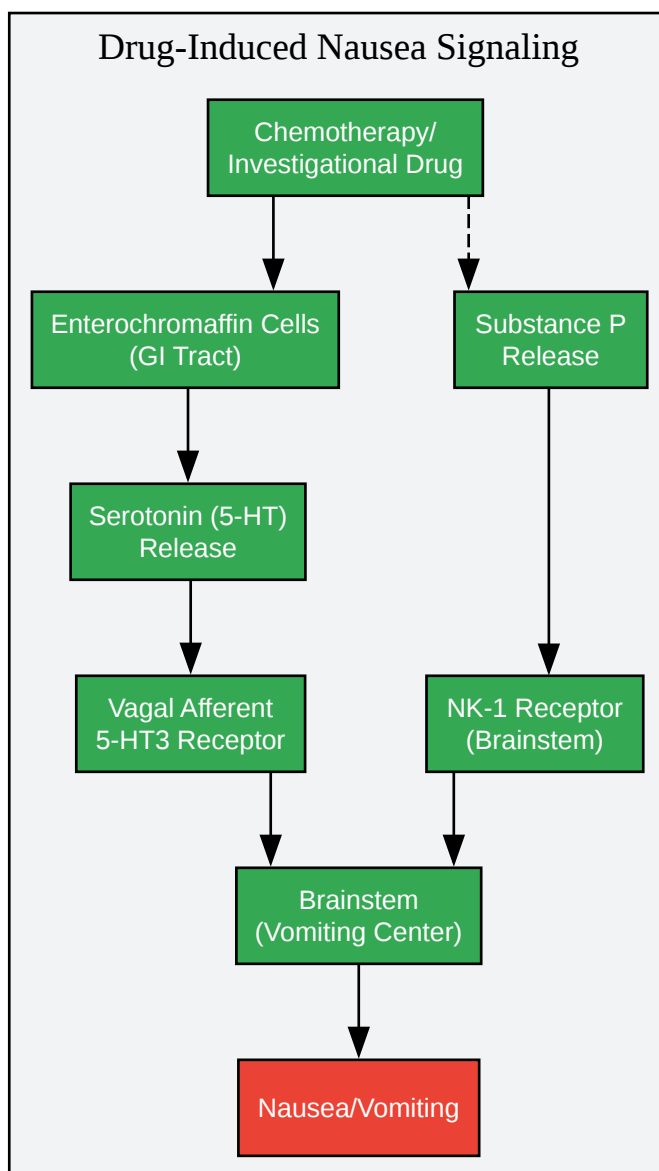 Drug-Induced Nausea Signaling
Chemotherapy/
Investigational Drug
Enterochromaffin Cells
(GI Tract)
Substance P
Release
Serotonin (5-HT)
Release
Vagal Afferent
5-HT3 Receptor
NK-1 Receptor
(Brainstem)
Brainstem
(Vomiting Center)
Nausea/Vomiting